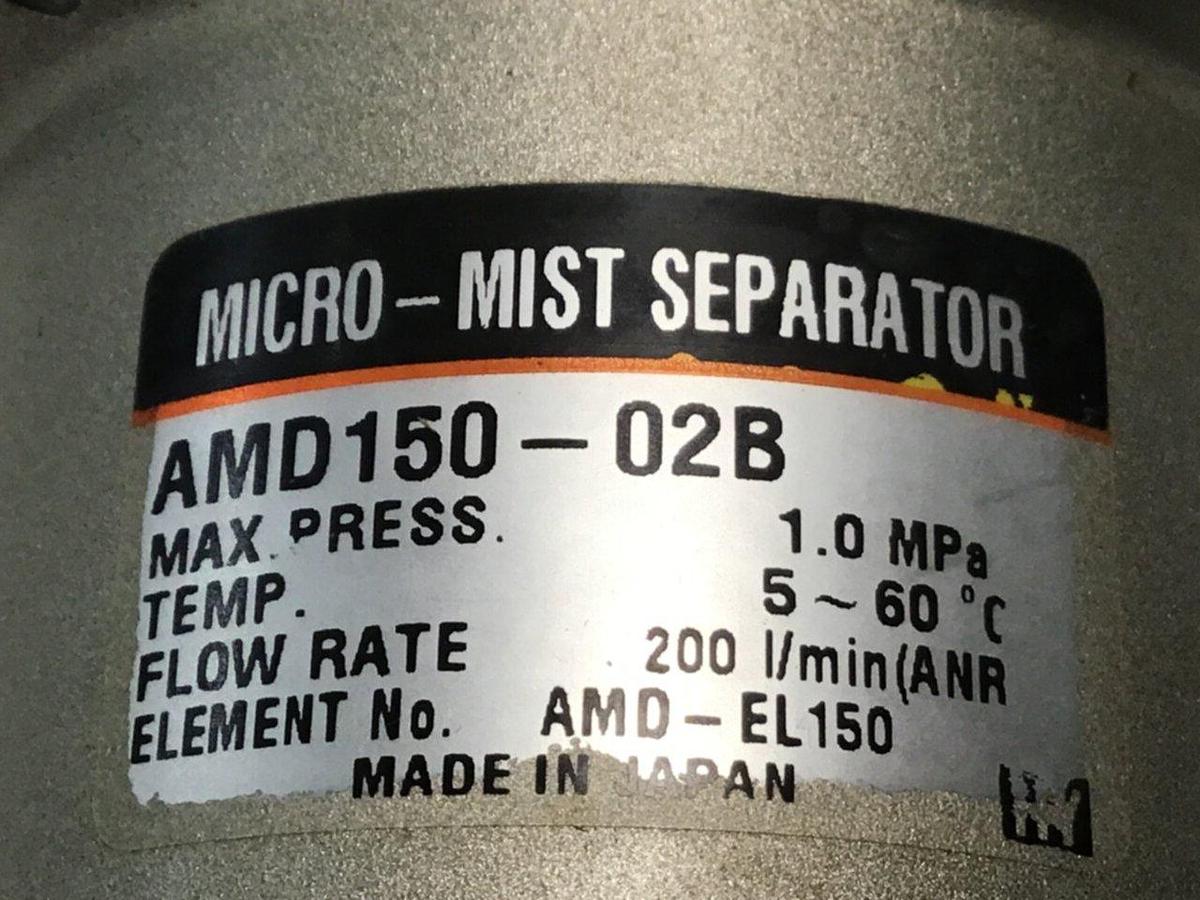 MICRO-MIST SEPARATOR
AMD150-02B
MAX. PRESS. 1.0 MPa
TEMP. 5~60 °C
FLOW RATE 200 l/min(ANR
ELEMENT No. AMD-EL150
MADE IN JAPAN